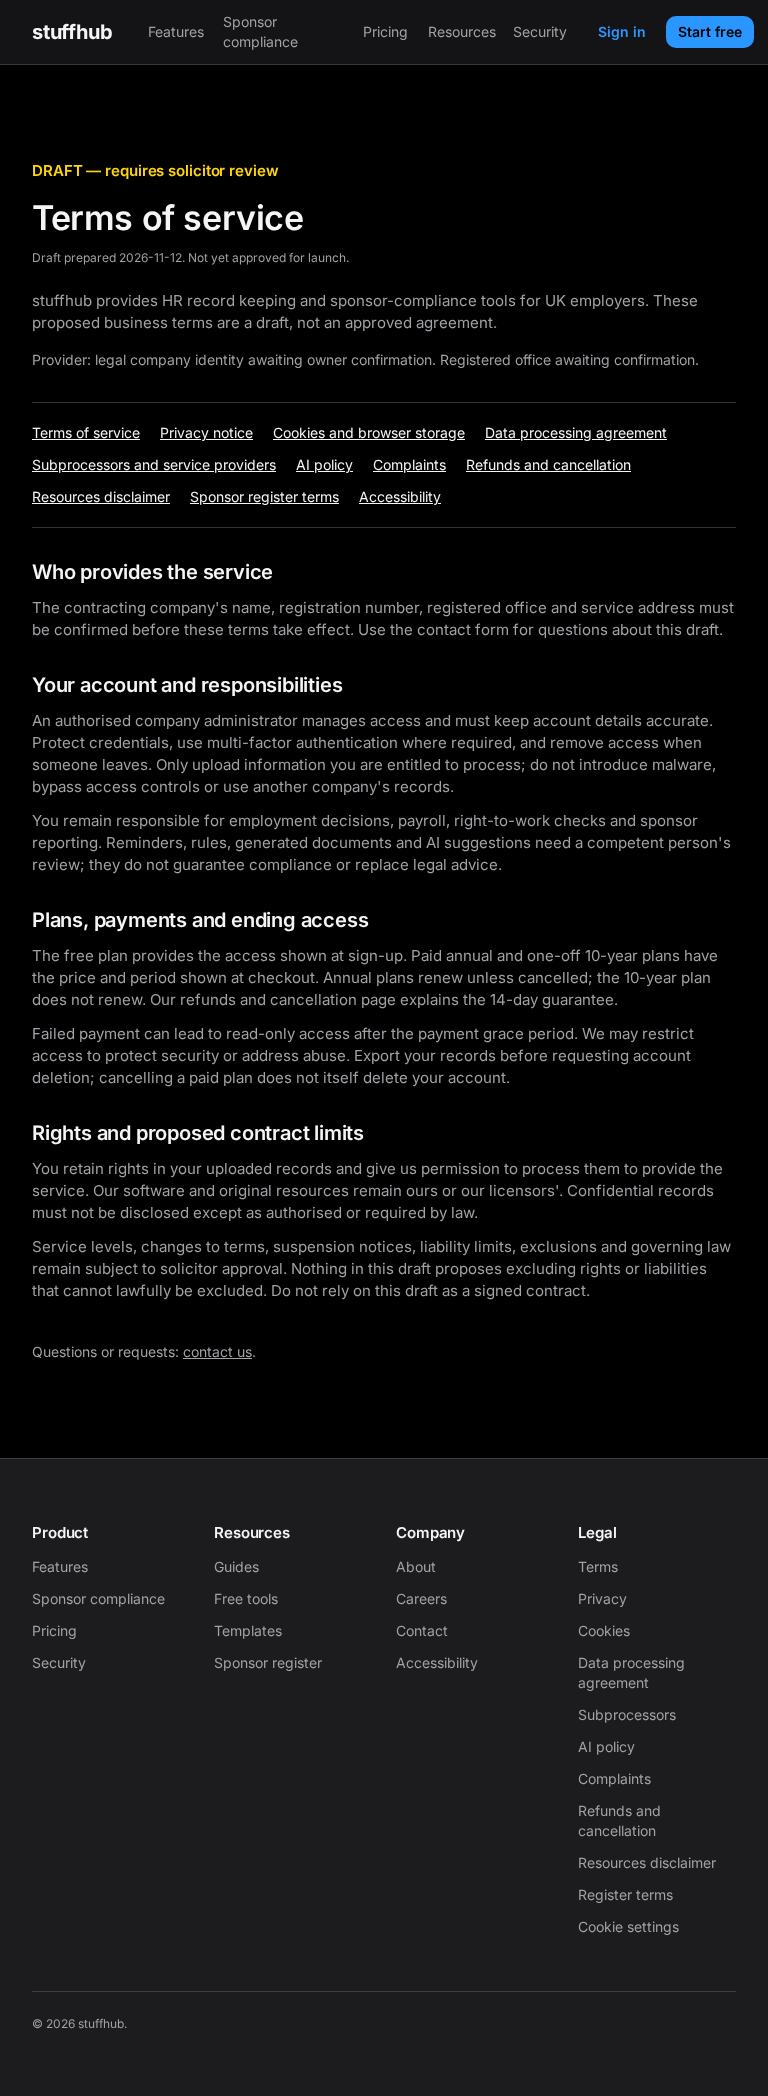 stuffhub
Features
Sponsor
compliance
Pricing
Resources
Security
Sign in
Start free
DRAFT — requires solicitor review
Terms of service
Draft prepared 2026-11-12. Not yet approved for launch.
stuffhub provides HR record keeping and sponsor-compliance tools for UK employers. These
proposed business terms are a draft, not an approved agreement.
Provider: legal company identity awaiting owner confirmation. Registered office awaiting confirmation.
Terms of service Privacy notice Cookies and browser storage Data processing agreement
Subprocessors and service providers AI policy Complaints Refunds and cancellation
Resources disclaimer Sponsor register terms Accessibility
Who provides the service
The contracting company's name, registration number, registered office and service address must
be confirmed before these terms take effect. Use the contact form for questions about this draft.
Your account and responsibilities
An authorised company administrator manages access and must keep account details accurate.
Protect credentials, use multi-factor authentication where required, and remove access when
someone leaves. Only upload information you are entitled to process; do not introduce malware,
bypass access controls or use another company's records.
You remain responsible for employment decisions, payroll, right-to-work checks and sponsor
reporting. Reminders, rules, generated documents and AI suggestions need a competent person's
review; they do not guarantee compliance or replace legal advice.
Plans, payments and ending access
The free plan provides the access shown at sign-up. Paid annual and one-off 10-year plans have
the price and period shown at checkout. Annual plans renew unless cancelled; the 10-year plan
does not renew. Our refunds and cancellation page explains the 14-day guarantee.
Failed payment can lead to read-only access after the payment grace period. We may restrict
access to protect security or address abuse. Export your records before requesting account
deletion; cancelling a paid plan does not itself delete your account.
Rights and proposed contract limits
You retain rights in your uploaded records and give us permission to process them to provide the
service. Our software and original resources remain ours or our licensors'. Confidential records
must not be disclosed except as authorised or required by law.
Service levels, changes to terms, suspension notices, liability limits, exclusions and governing law
remain subject to solicitor approval. Nothing in this draft proposes excluding rights or liabilities
that cannot lawfully be excluded. Do not rely on this draft as a signed contract.
Questions or requests: contact us.
Product
Features
Sponsor compliance
Pricing
Security
Resources
Guides
Free tools
Templates
Sponsor register
Company
About
Careers
Contact
Accessibility
Legal
Terms
Privacy
Cookies
Data processing
agreement
Subprocessors
AI policy
Complaints
Refunds and
cancellation
Resources disclaimer
Register terms
Cookie settings
© 2026 stuffhub.